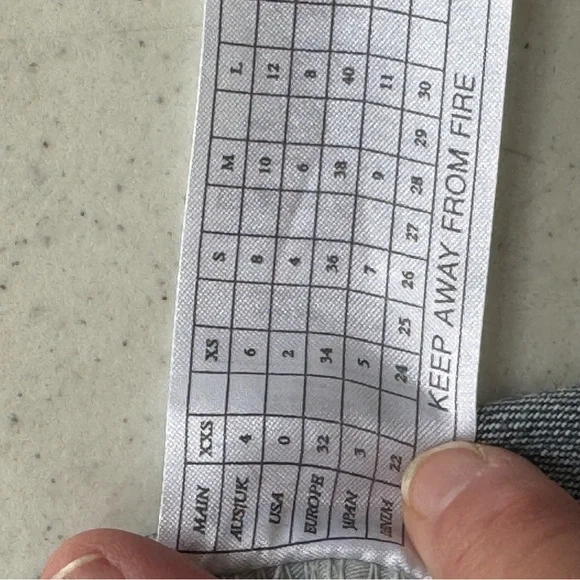 MAIN XXS XS S M L
AUS|UK 4 6 8 10 12
USA 0 2 4 6 8
EUROPE 32 34 36 38 40
JAPAN 3 5 7 9 11
22 24 25 26 27 28 29 30
KEEP AWAY FROM FIRE